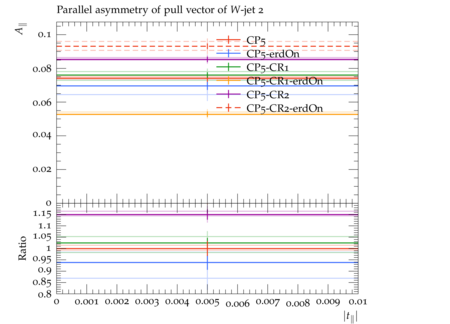 Parallel asymmetry of pull vector of W-jet 2
A∥
0.1
0.08
0.06
0.04
0.02
0
CP5
CP5-erdOn
CP5-CR1
CP5-CR1-erdOn
CP5-CR2
CP5-CR2-erdOn
Ratio
1.15
1.1
1.05
1
0.95
0.9
0.85
0.8
0 0.001 0.002 0.003 0.004 0.005 0.006 0.007 0.008 0.009 0.01
|t∥|